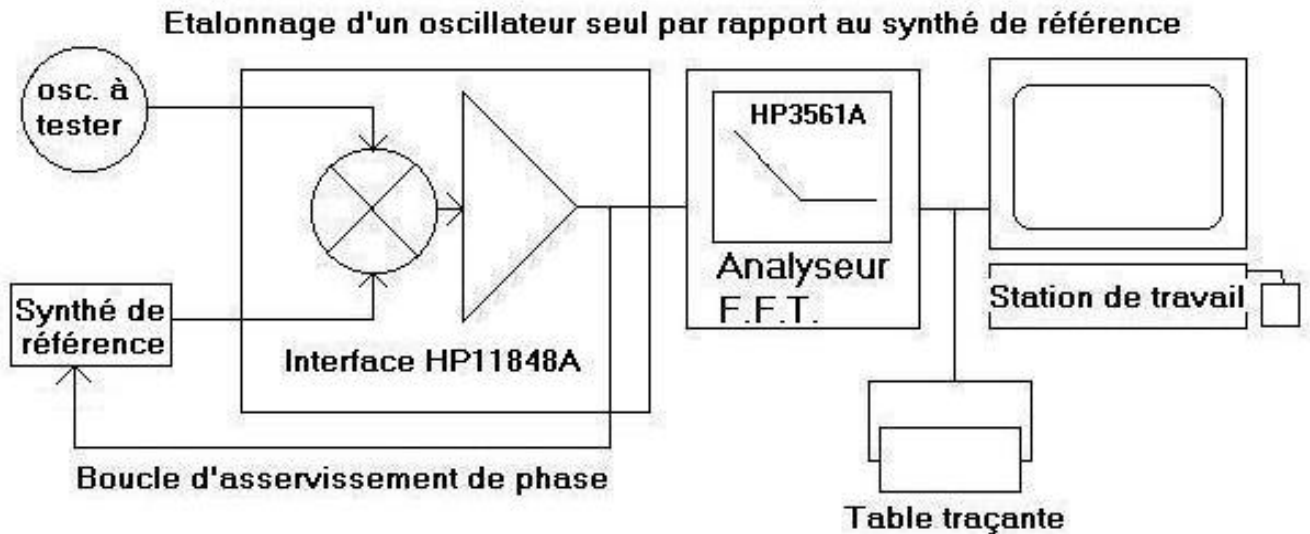 Etalonnage d'un oscillateur seul par rapport au synthé de référence
osc. à
tester
HP3561A
Analyseur
F.F.T.
Station de travail
Synthé de
référence
Interface HP11848A
Boucle d'asservissement de phase
Table traçante